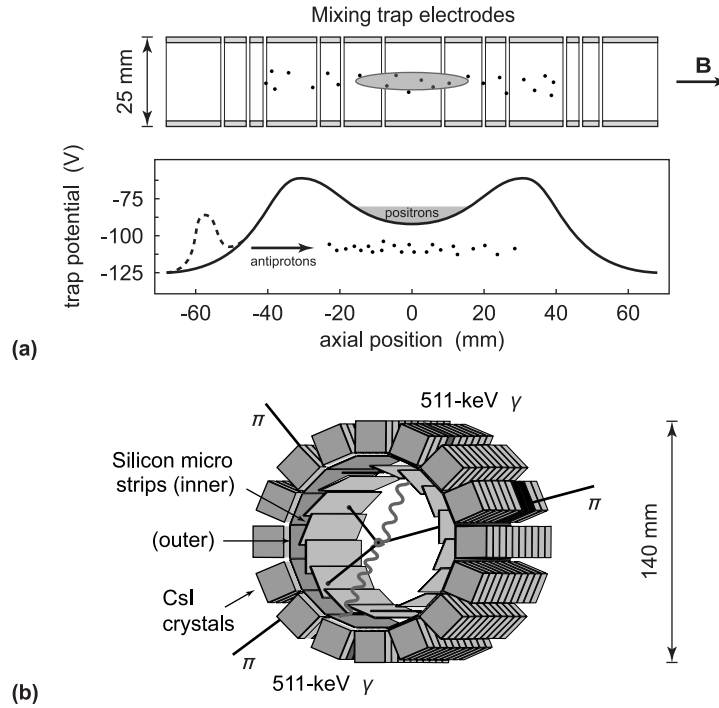 Mixing trap electrodes
25 mm
B
trap potential (V)
-75
-100
-125
positrons
antiprotons
-60 -40 -20 0 20 40 60
axial position (mm)
(a)
511-keV γ
π
Silicon micro
strips (inner)
π
(outer)
140 mm
CsI
crystals
π
511-keV γ
(b)